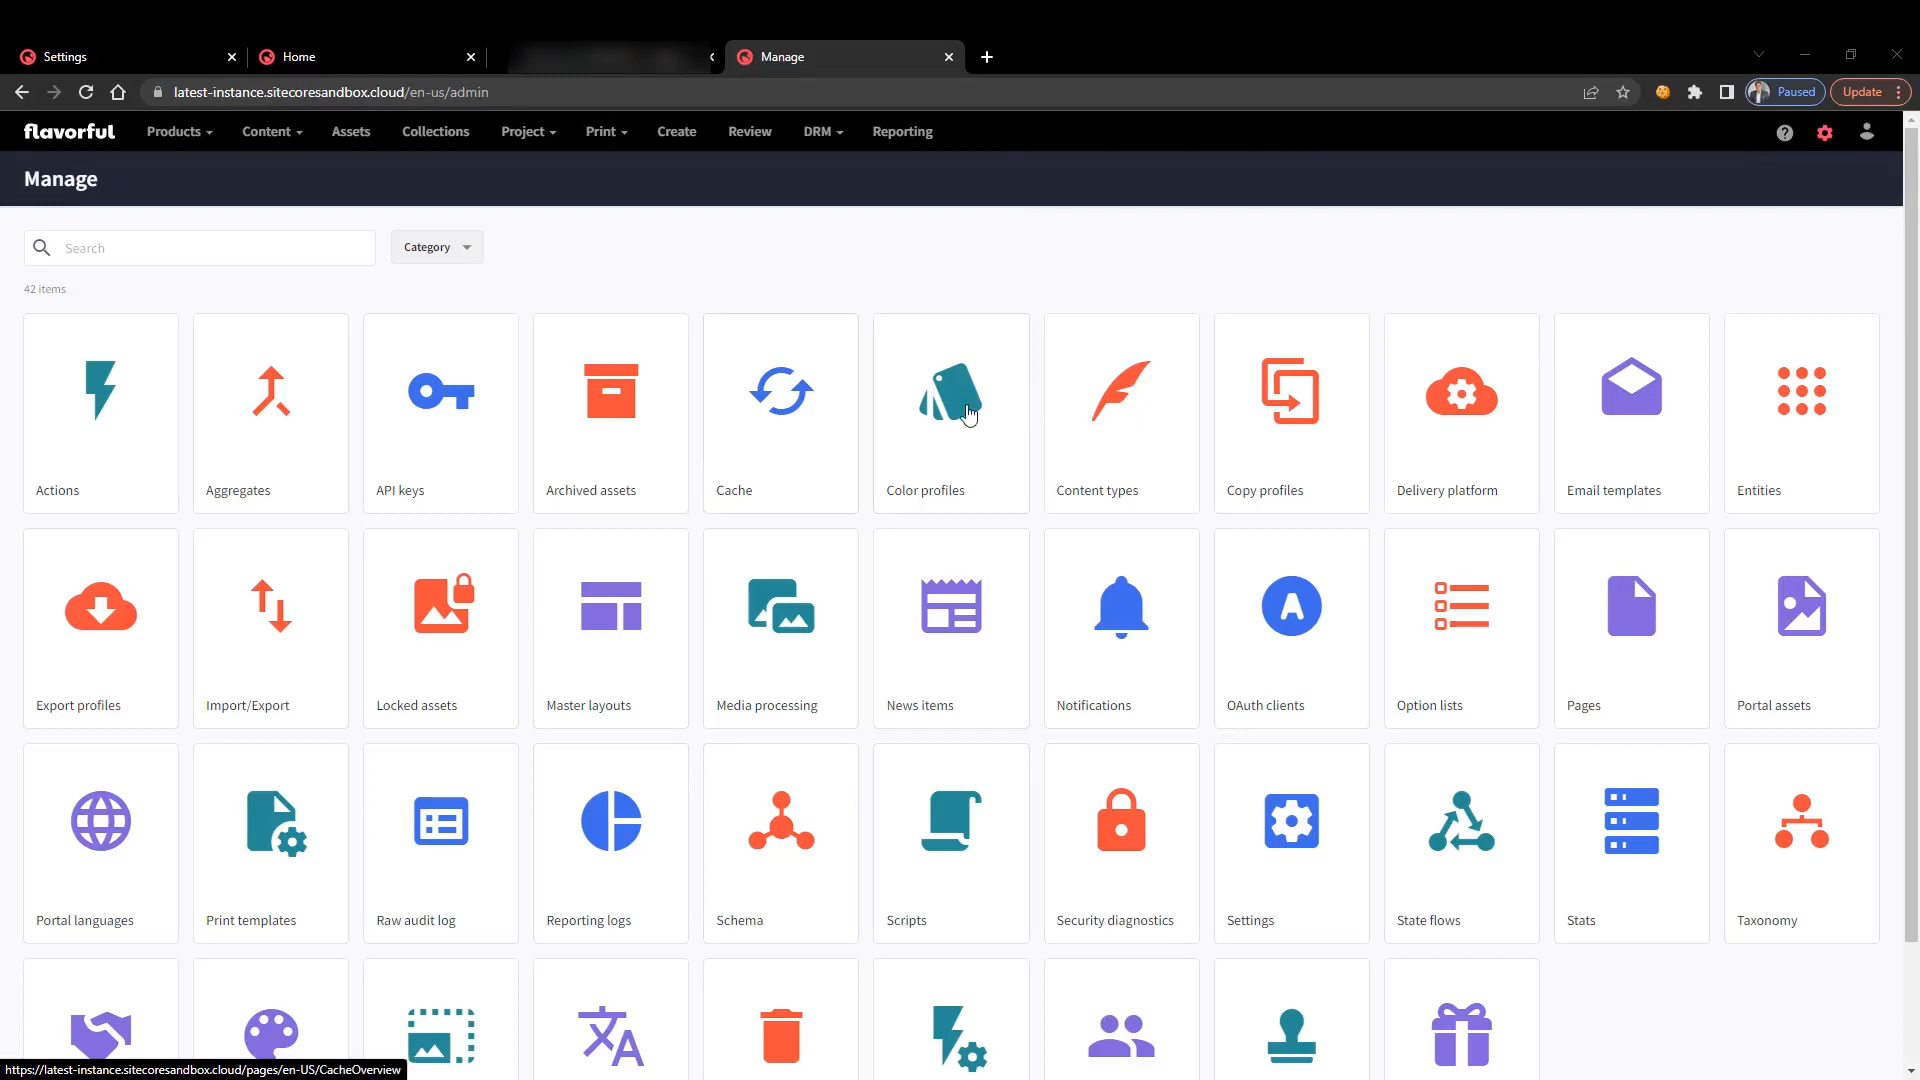 Settings
Home
Manage
latest-instance.sitecoresandbox.cloud/en-us/admin
Paused
Update
flavorful
Products
Content
Assets
Collections
Project
Print
Create
Review
DRM
Reporting
Manage
Search
Category
42 items
Actions
Aggregates
API keys
Archived assets
Cache
Color profiles
Content types
Copy profiles
Delivery platform
Email templates
Entities
Export profiles
Import/Export
Locked assets
Master layouts
Media processing
News items
Notifications
A
OAuth clients
Option lists
Pages
Portal assets
Portal languages
Print templates
Raw audit log
Reporting logs
Schema
Scripts
Security diagnostics
Settings
State flows
Stats
Taxonomy
文A
https://latest-instance.sitecoresandbox.cloud/pages/en-US/CacheOverview